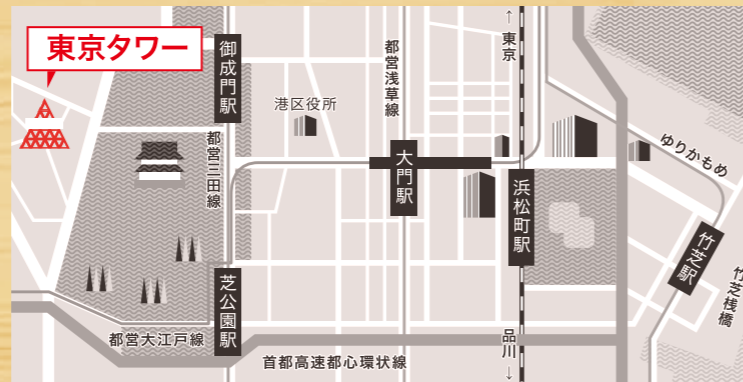 東京タワー
御成門駅
都営三田線
港区役所
都営浅草線
大門駅
↑
東京
浜松町駅
ゆりかもめ
竹芝駅
竹芝桟橋
芝公園駅
都営大江戸線
首都高速都心環状線
品川
↓